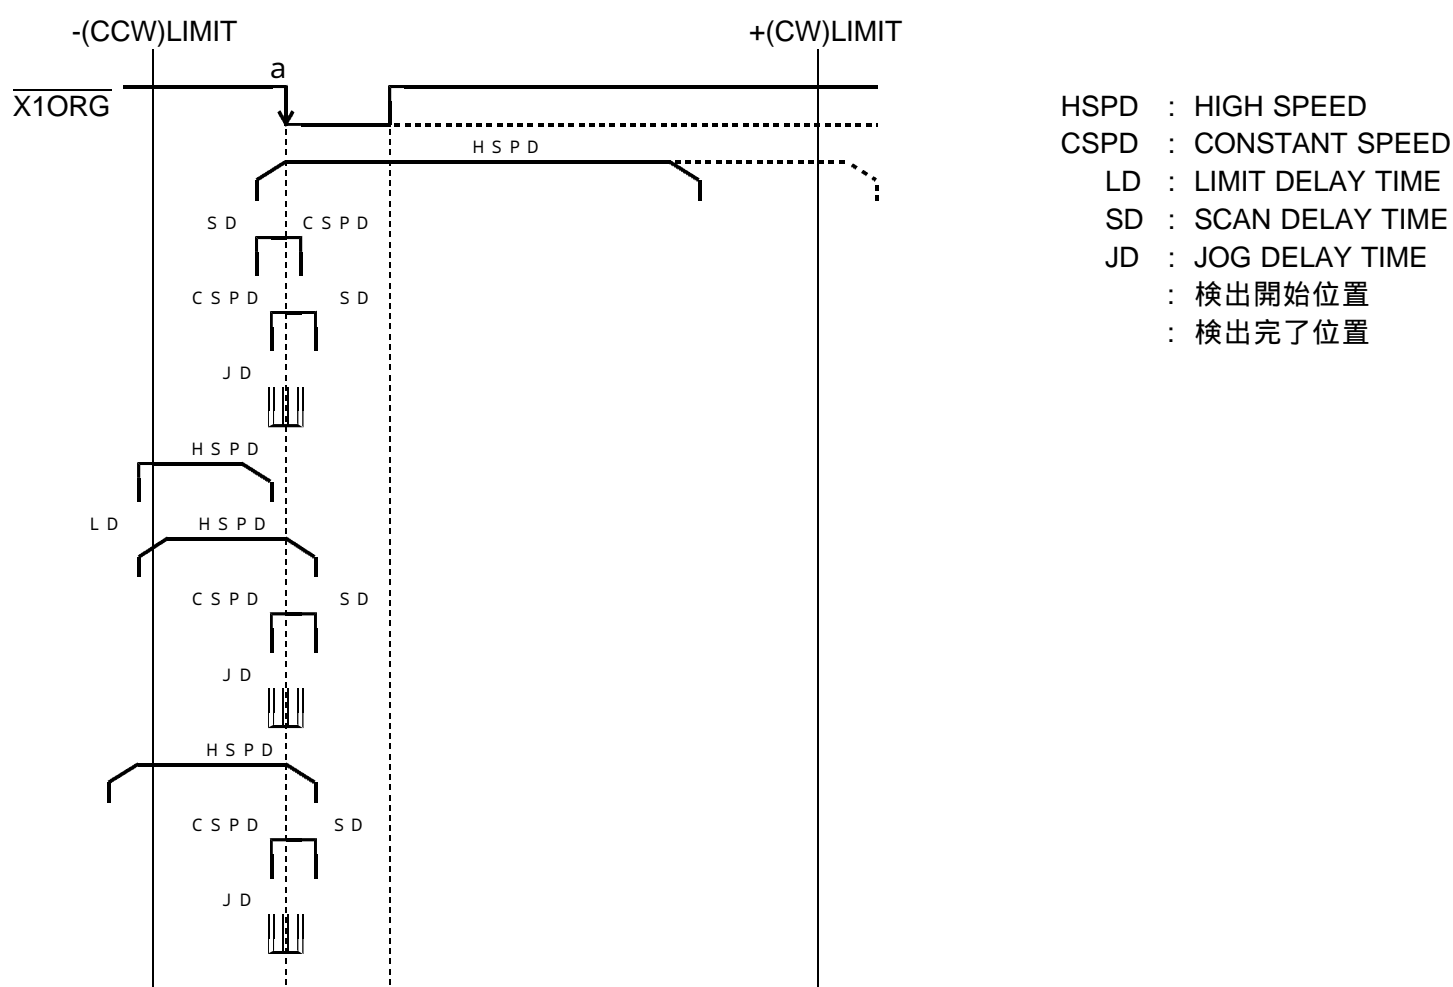 -(CCW)LIMIT +(CW)LIMIT
a
X1ORG
HSPD : HIGH SPEED
CSPD : CONSTANT SPEED
LD : LIMIT DELAY TIME
SD : SCAN DELAY TIME
JD : JOG DELAY TIME
: 検出開始位置
: 検出完了位置
HSPD
SD CSPD
CSPD SD
JD
HSPD
LD HSPD
CSPD SD
JD
HSPD
CSPD SD
JD